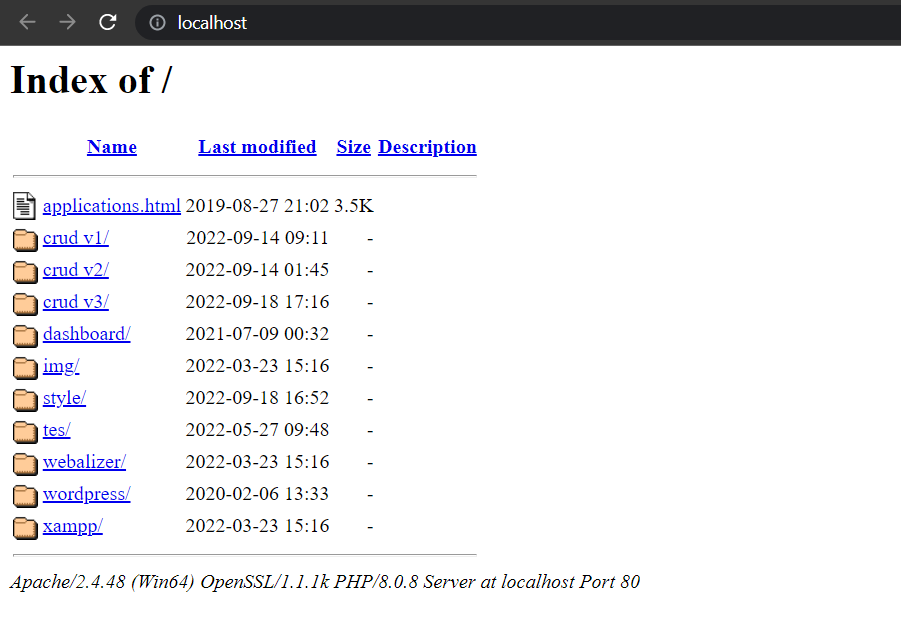 localhost
Index of /
Name Last modified Size Description
applications.html 2019-08-27 21:02 3.5K
crud v1/ 2022-09-14 09:11 -
crud v2/ 2022-09-14 01:45 -
crud v3/ 2022-09-18 17:16 -
dashboard/ 2021-07-09 00:32 -
img/ 2022-03-23 15:16 -
style/ 2022-09-18 16:52 -
tes/ 2022-05-27 09:48 -
webalizer/ 2022-03-23 15:16 -
wordpress/ 2020-02-06 13:33 -
xampp/ 2022-03-23 15:16 -
Apache/2.4.48 (Win64) OpenSSL/1.1.1k PHP/8.0.8 Server at localhost Port 80